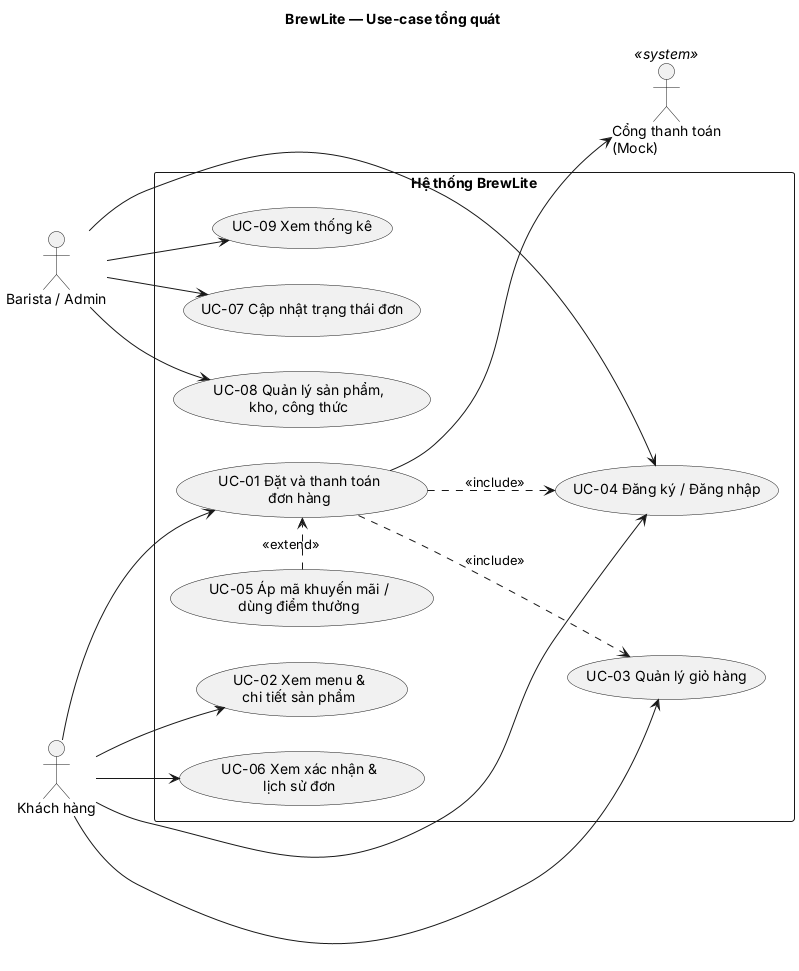 BrewLite — Use-case tổng quát
«system»
Cổng thanh toán
(Mock)
Hệ thống BrewLite
UC-09 Xem thống kê
Barista / Admin
UC-07 Cập nhật trạng thái đơn
UC-08 Quản lý sản phẩm,
kho, công thức
UC-01 Đặt và thanh toán
đơn hàng
«include»
UC-04 Đăng ký / Đăng nhập
«extend»
«include»
UC-05 Áp mã khuyến mãi /
dùng điểm thưởng
UC-02 Xem menu &
chi tiết sản phẩm
UC-03 Quản lý giỏ hàng
UC-06 Xem xác nhận &
lịch sử đơn
Khách hàng